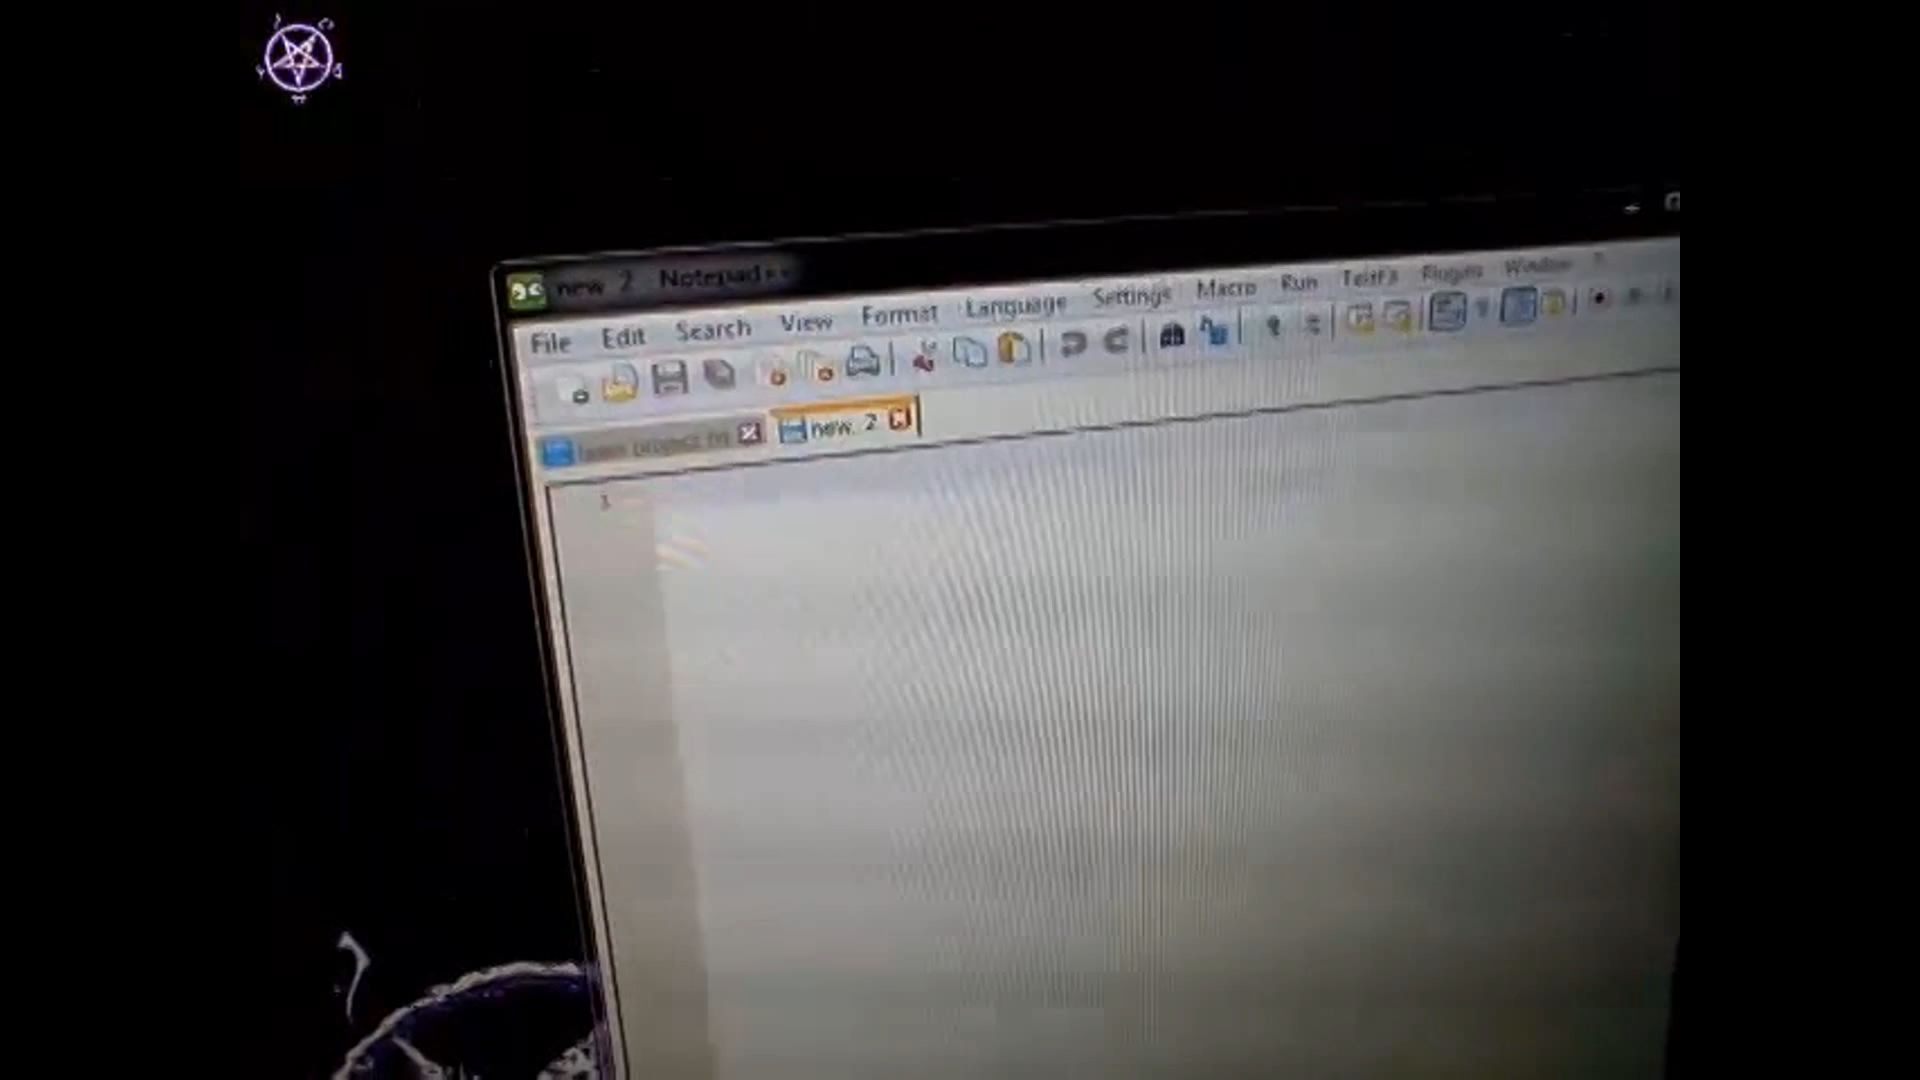 new 2 Notepad++
File Edit Search View Format Language Settings Macro Run TextFX Plugins Window ?
new 2
1